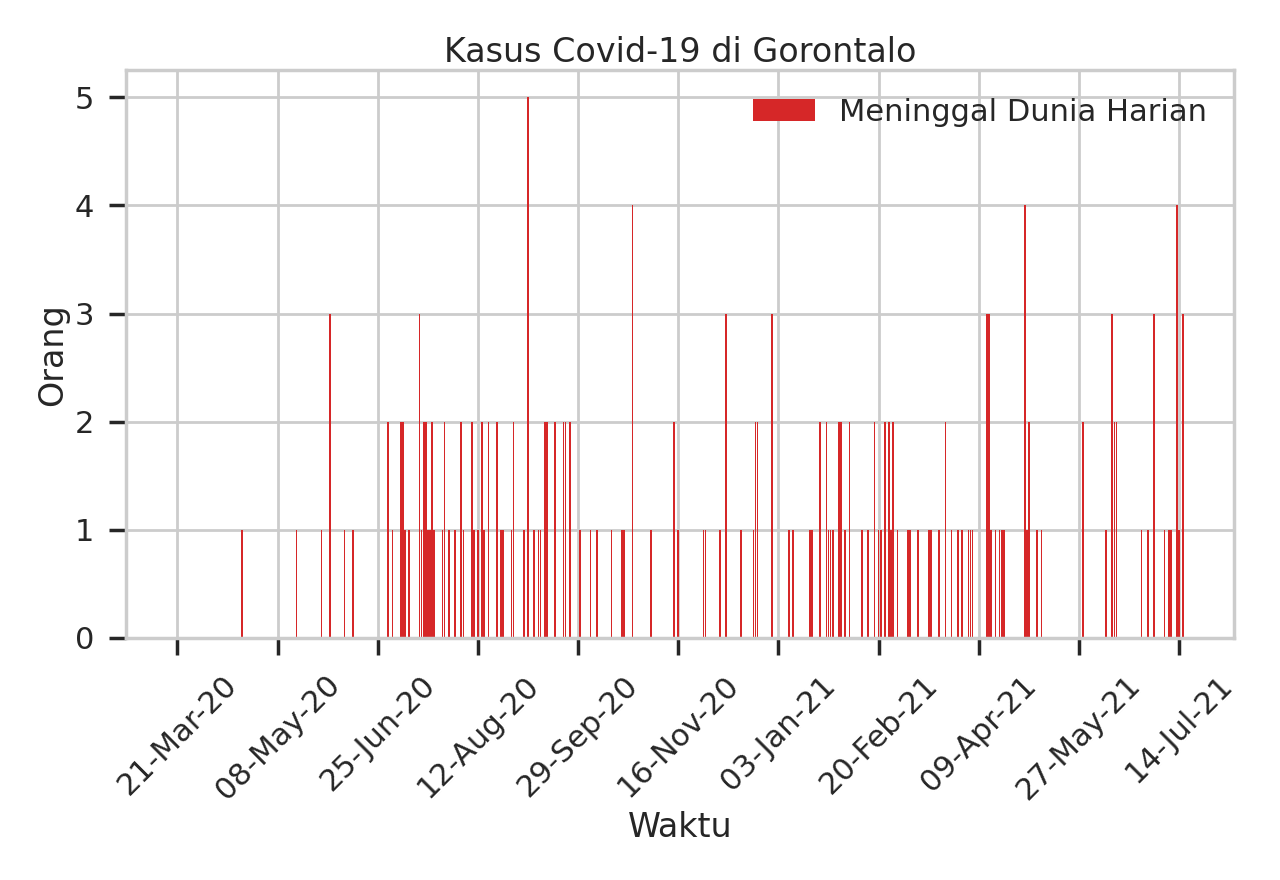 Kasus Covid-19 di Gorontalo
Meninggal Dunia Harian
5
4
3
2
1
0
Orang
21-Mar-20
08-May-20
25-Jun-20
12-Aug-20
29-Sep-20
16-Nov-20
03-Jan-21
20-Feb-21
09-Apr-21
27-May-21
14-Jul-21
Waktu